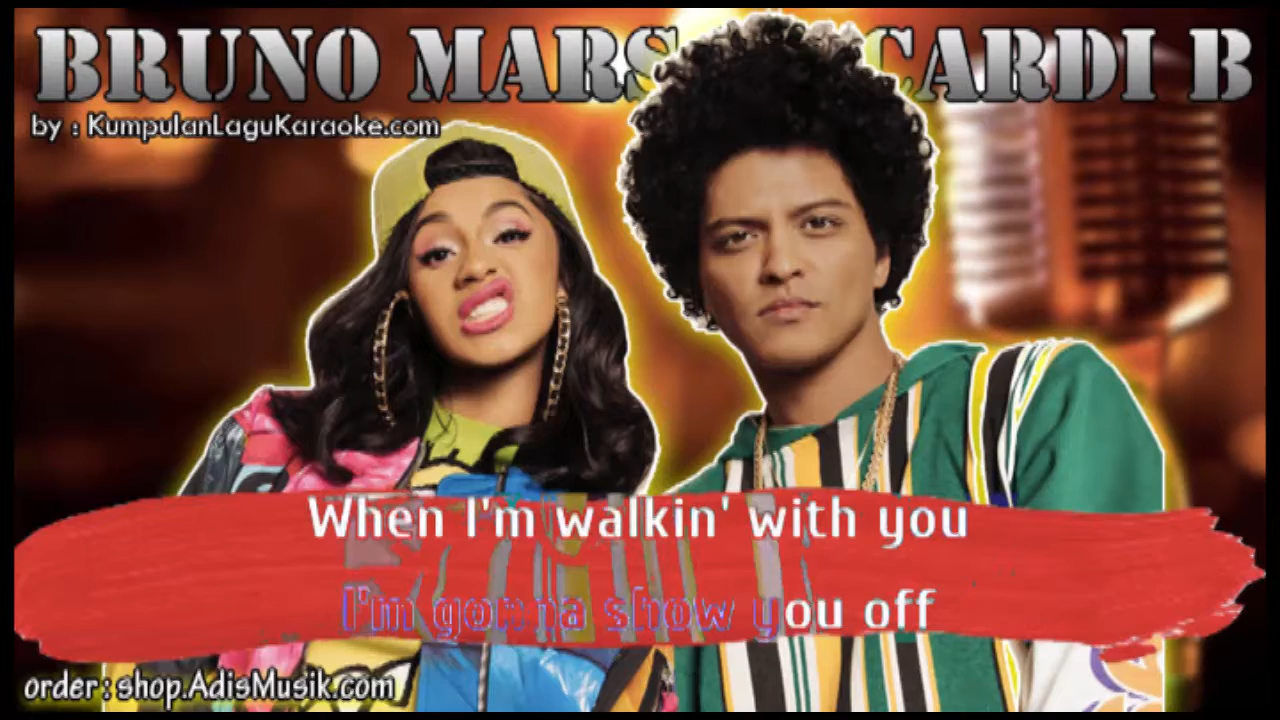 BRUNO MARS CARDI B
by : KumpulanLaguKaraoke.com
When I'm walkin' with you
I'm gonna show you off
order : shop.AdisMusik.com